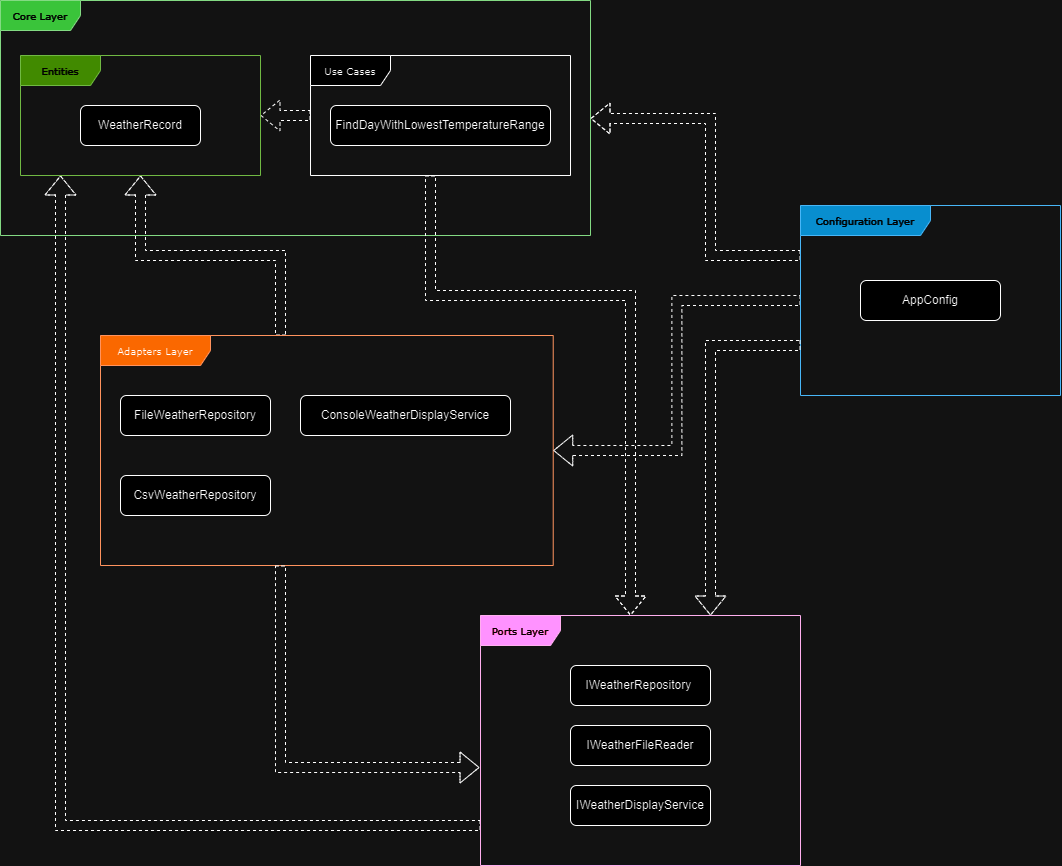 Core Layer
Entities
Use Cases
WeatherRecord
FindDayWithLowestTemperatureRange
Configuration Layer
AppConfig
Adapters Layer
FileWeatherRepository
ConsoleWeatherDisplayService
CsvWeatherRepository
Ports Layer
IWeatherRepository
IWeatherFileReader
IWeatherDisplayService